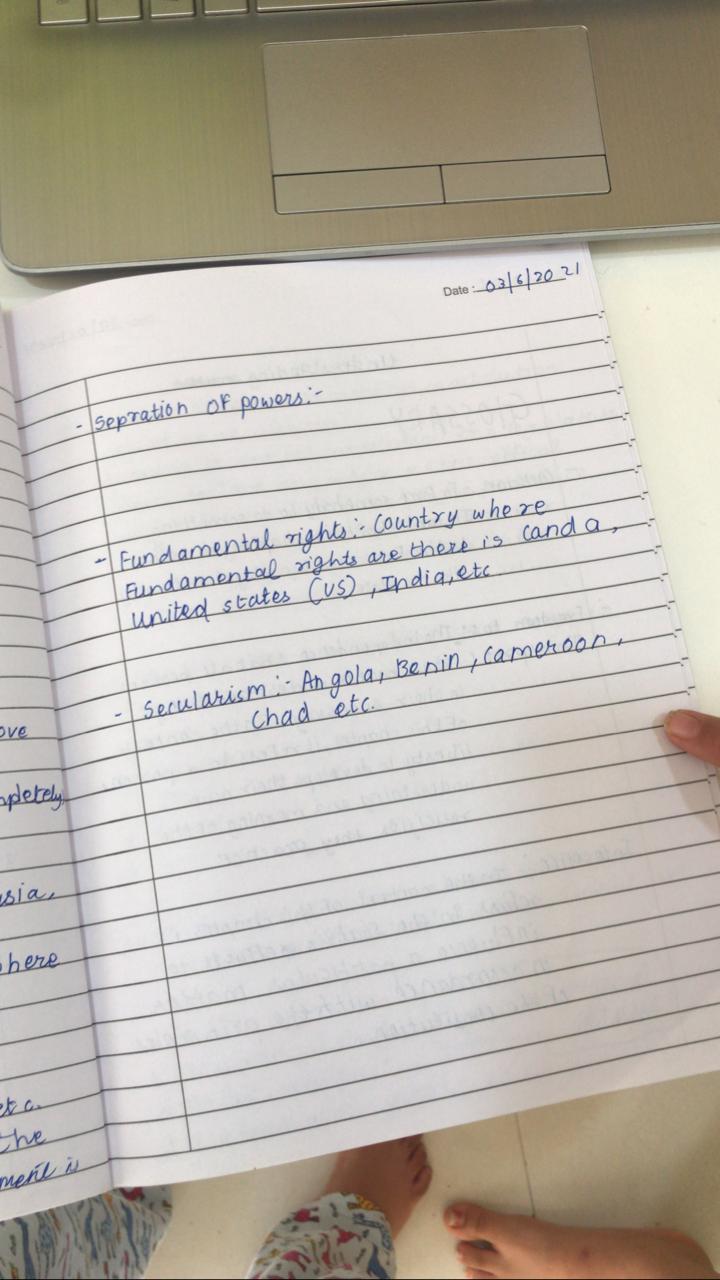 Date : 03/6/2021
- Sepration of powers:-
- Fundamental rights:- Country where
Fundamental rights are there is canda,
United states (US), India, etc
- Secularism :- Angola, Benin, Cameroon,
Chad etc.
ove
mpletely
sia,
here
etc.
the
ment is